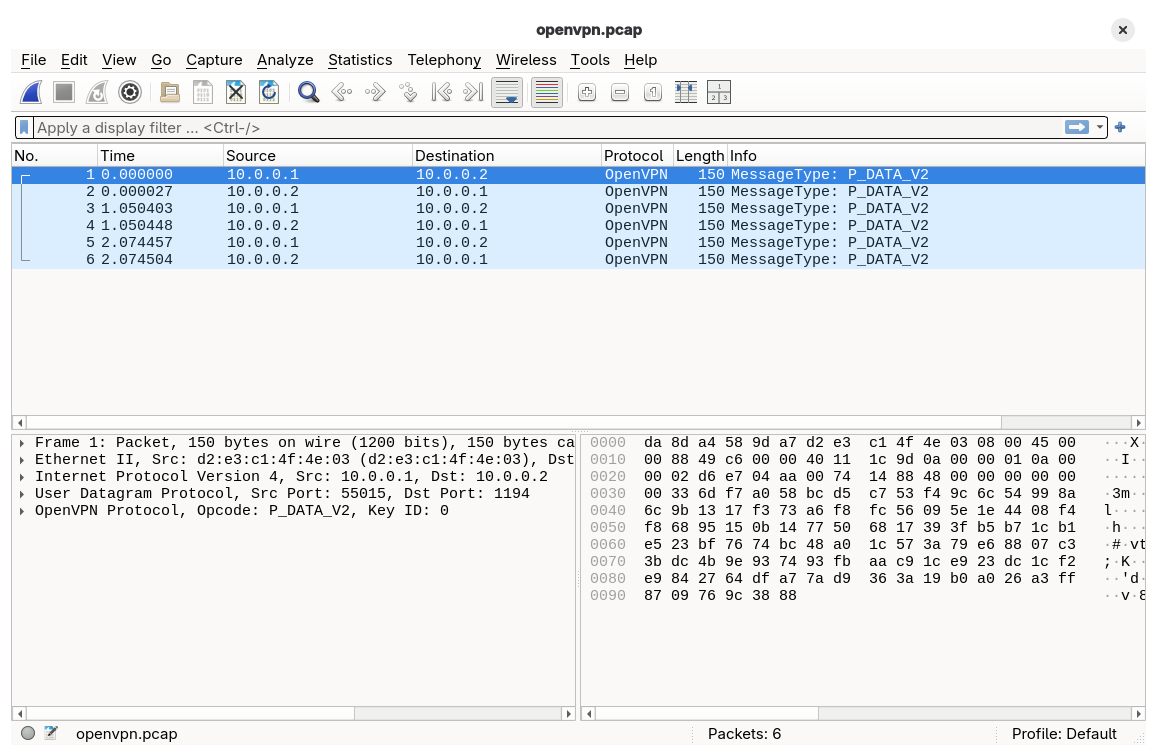 openvpn.pcap
File Edit View Go Capture Analyze Statistics Telephony Wireless Tools Help
Apply a display filter ... <Ctrl-/>
No. Time Source Destination Protocol Length Info
1 0.000000 10.0.0.1 10.0.0.2 OpenVPN 150 MessageType: P_DATA_V2
2 0.000027 10.0.0.2 10.0.0.1 OpenVPN 150 MessageType: P_DATA_V2
3 1.050403 10.0.0.1 10.0.0.2 OpenVPN 150 MessageType: P_DATA_V2
4 1.050448 10.0.0.2 10.0.0.1 OpenVPN 150 MessageType: P_DATA_V2
5 2.074457 10.0.0.1 10.0.0.2 OpenVPN 150 MessageType: P_DATA_V2
6 2.074504 10.0.0.2 10.0.0.1 OpenVPN 150 MessageType: P_DATA_V2
Frame 1: Packet, 150 bytes on wire (1200 bits), 150 bytes ca
Ethernet II, Src: d2:e3:c1:4f:4e:03 (d2:e3:c1:4f:4e:03), Dst
Internet Protocol Version 4, Src: 10.0.0.1, Dst: 10.0.0.2
User Datagram Protocol, Src Port: 55015, Dst Port: 1194
OpenVPN Protocol, Opcode: P_DATA_V2, Key ID: 0
0000 da 8d a4 58 9d a7 d2 e3 c1 4f 4e 03 08 00 45 00 ···X·
0010 00 88 49 c6 00 00 40 11 1c 9d 0a 00 00 01 0a 00 ··I··
0020 00 02 d6 e7 04 aa 00 74 14 88 48 00 00 00 00 00 ·····
0030 00 33 6d f7 a0 58 bc d5 c7 53 f4 9c 6c 54 99 8a ·3m··
0040 6c 9b 13 17 f3 73 a6 f8 fc 56 09 5e 1e 44 08 f4 l····
0050 f8 68 95 15 0b 14 77 50 68 17 39 3f b5 b7 1c b1 ·h···
0060 e5 23 bf 76 74 bc 48 a0 1c 57 3a 79 e6 88 07 c3 ·#·vt
0070 3b dc 4b 9e 93 74 93 fb aa c9 1c e9 23 dc 1c f2 ;·K··
0080 e9 84 27 64 df a7 7a d9 36 3a 19 b0 a0 26 a3 ff ··'d·
0090 87 09 76 9c 38 88 ··v·8
openvpn.pcap Packets: 6 Profile: Default